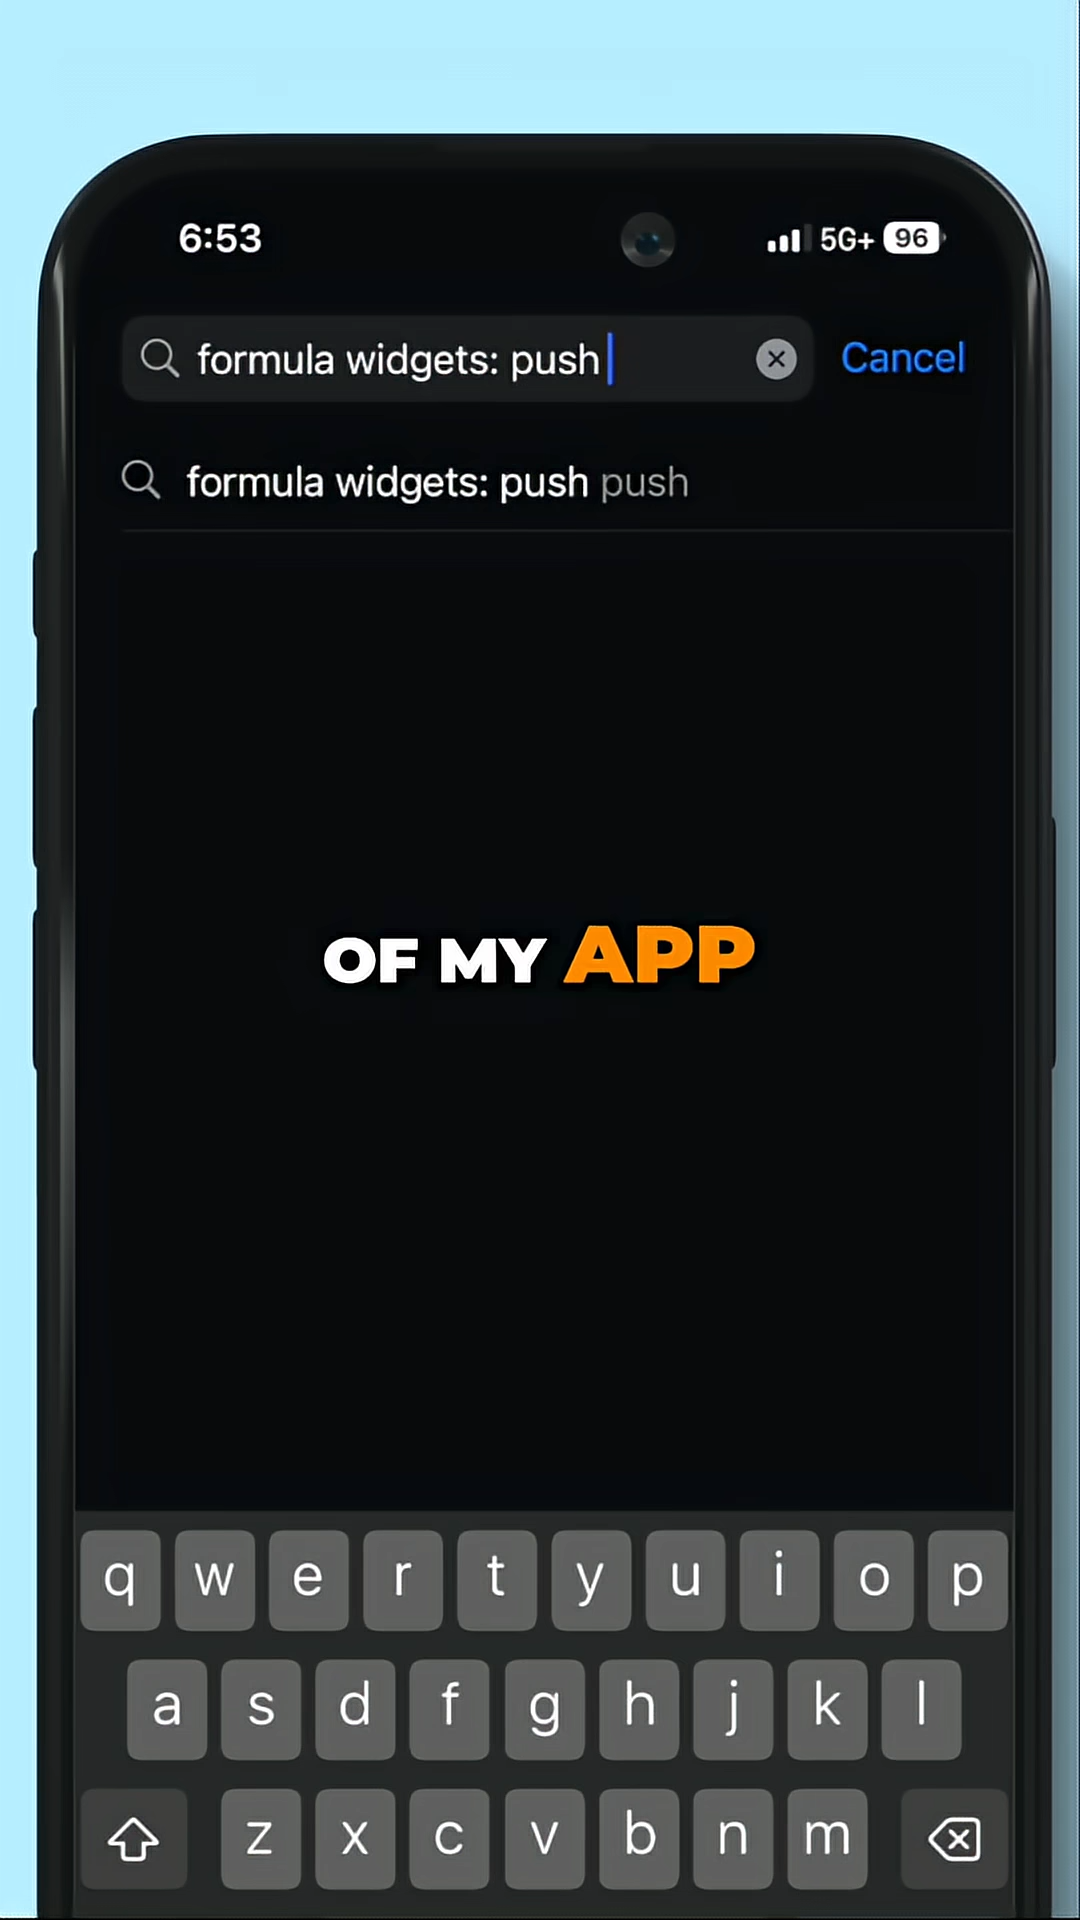 6:53 5G+ 96
formula widgets: push Cancel
formula widgets: push push
OF MY APP
q w e r t y u i o p
a s d f g h j k l
z x c v b n m